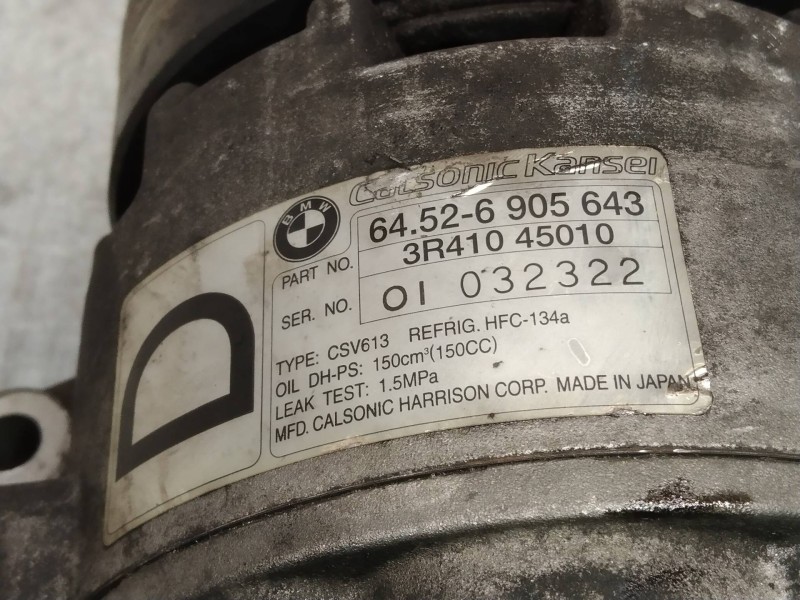 Calsonic Kansei
BMW
64.52-6 905 643
PART NO. 3R410 45010
SER. NO. 01 032322
TYPE: CSV613 REFRIG. HFC-134a
OIL DH-PS: 150cm³(150CC)
LEAK TEST: 1.5MPa
MFD. CALSONIC HARRISON CORP. MADE IN JAPAN
D